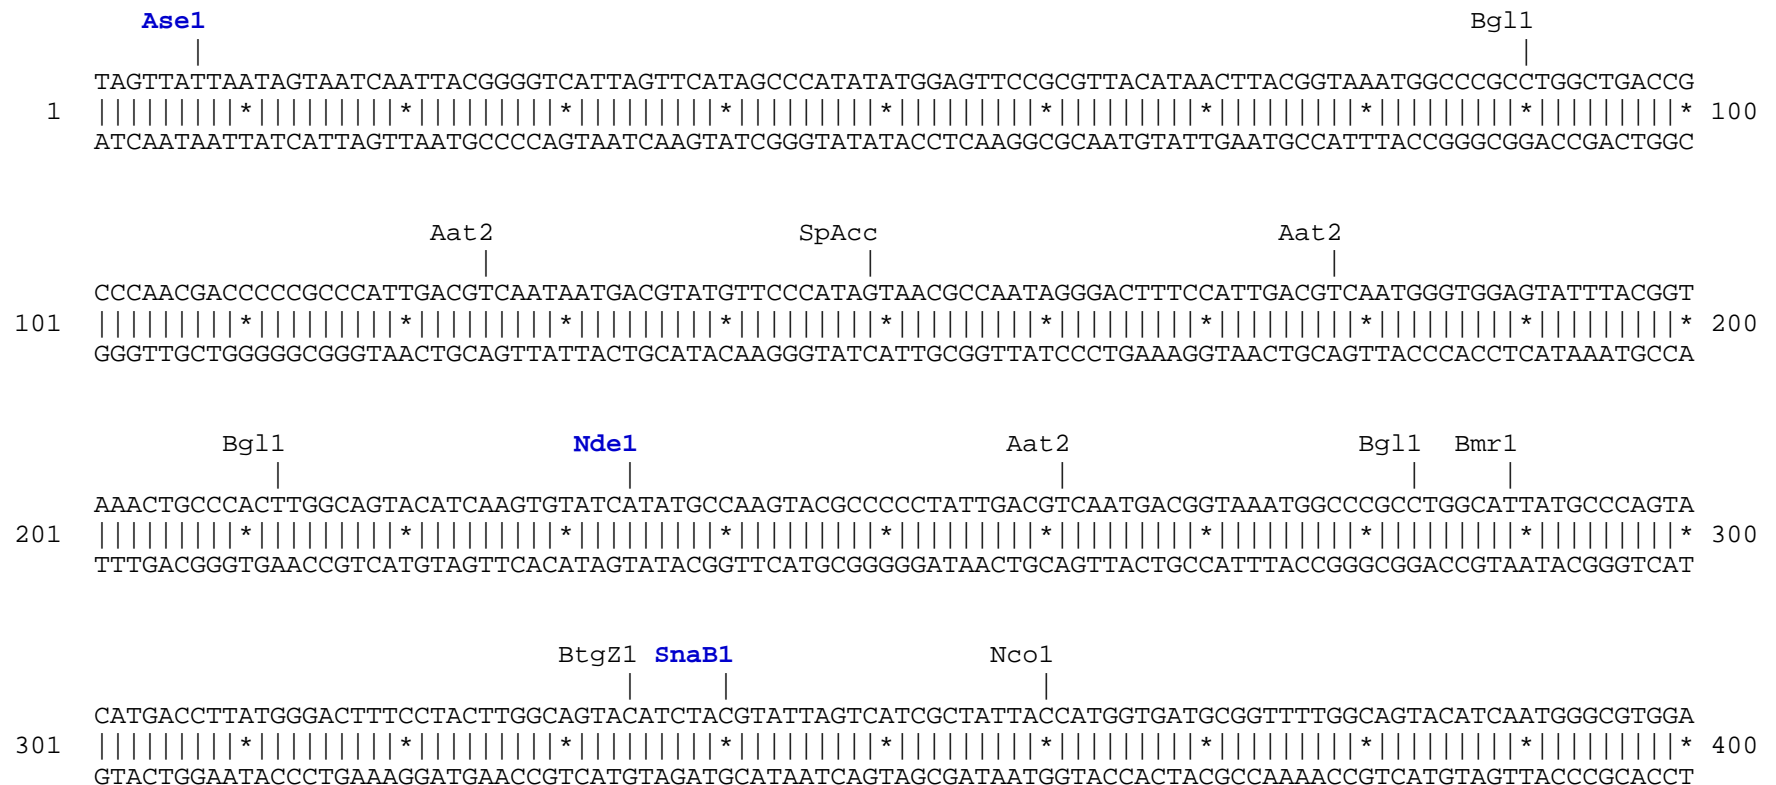 Ase1 Bgl1
| |
TAGTTATTAATAGTAATCAATTACGGGGTCATTAGTTCATAGCCCATATATGGAGTTCCGCGTTACATAACTTACGGTAAATGGCCCGCCTGGCTGACCG
1 |||||||||*|||||||||*|||||||||*|||||||||*|||||||||*|||||||||*|||||||||*|||||||||*|||||||||*|||||||||* 100
ATCAATAATTATCATTAGTTAATGCCCCAGTAATCAAGTATCGGGTATATACCTCAAGGCGCAATGTATTGAATGCCATTTACCGGGCGGACCGACTGGC
Aat2 SpAcc Aat2
| | |
CCCAACGACCCCCGCCCATTGACGTCAATAATGACGTATGTTCCCATAGTAACGCCAATAGGGACTTTCCATTGACGTCAATGGGTGGAGTATTTACGGT
101 |||||||||*|||||||||*|||||||||*|||||||||*|||||||||*|||||||||*|||||||||*|||||||||*|||||||||*|||||||||* 200
GGGTTGCTGGGGGCGGGTAACTGCAGTTATTACTGCATACAAGGGTATCATTGCGGTTATCCCTGAAAGGTAACTGCAGTTACCCACCTCATAAATGCCA
Bgl1 Nde1 Aat2 Bgl1 Bmr1
| | | | |
AAACTGCCCACTTGGCAGTACATCAAGTGTATCATATGCCAAGTACGCCCCCTATTGACGTCAATGACGGTAAATGGCCCGCCTGGCATTATGCCCAGTA
201 |||||||||*|||||||||*|||||||||*|||||||||*|||||||||*|||||||||*|||||||||*|||||||||*|||||||||*|||||||||* 300
TTTGACGGGTGAACCGTCATGTAGTTCACATAGTATACGGTTCATGCGGGGGATAACTGCAGTTACTGCCATTTACCGGGCGGACCGTAATACGGGTCAT
BtgZ1 SnaB1 Nco1
| | |
CATGACCTTATGGGACTTTCCTACTTGGCAGTACATCTACGTATTAGTCATCGCTATTACCATGGTGATGCGGTTTTGGCAGTACATCAATGGGCGTGGA
301 |||||||||*|||||||||*|||||||||*|||||||||*|||||||||*|||||||||*|||||||||*|||||||||*|||||||||*|||||||||* 400
GTACTGGAATACCCTGAAAGGATGAACCGTCATGTAGATGCATAATCAGTAGCGATAATGGTACCACTACGCCAAAACCGTCATGTAGTTACCCGCACCT